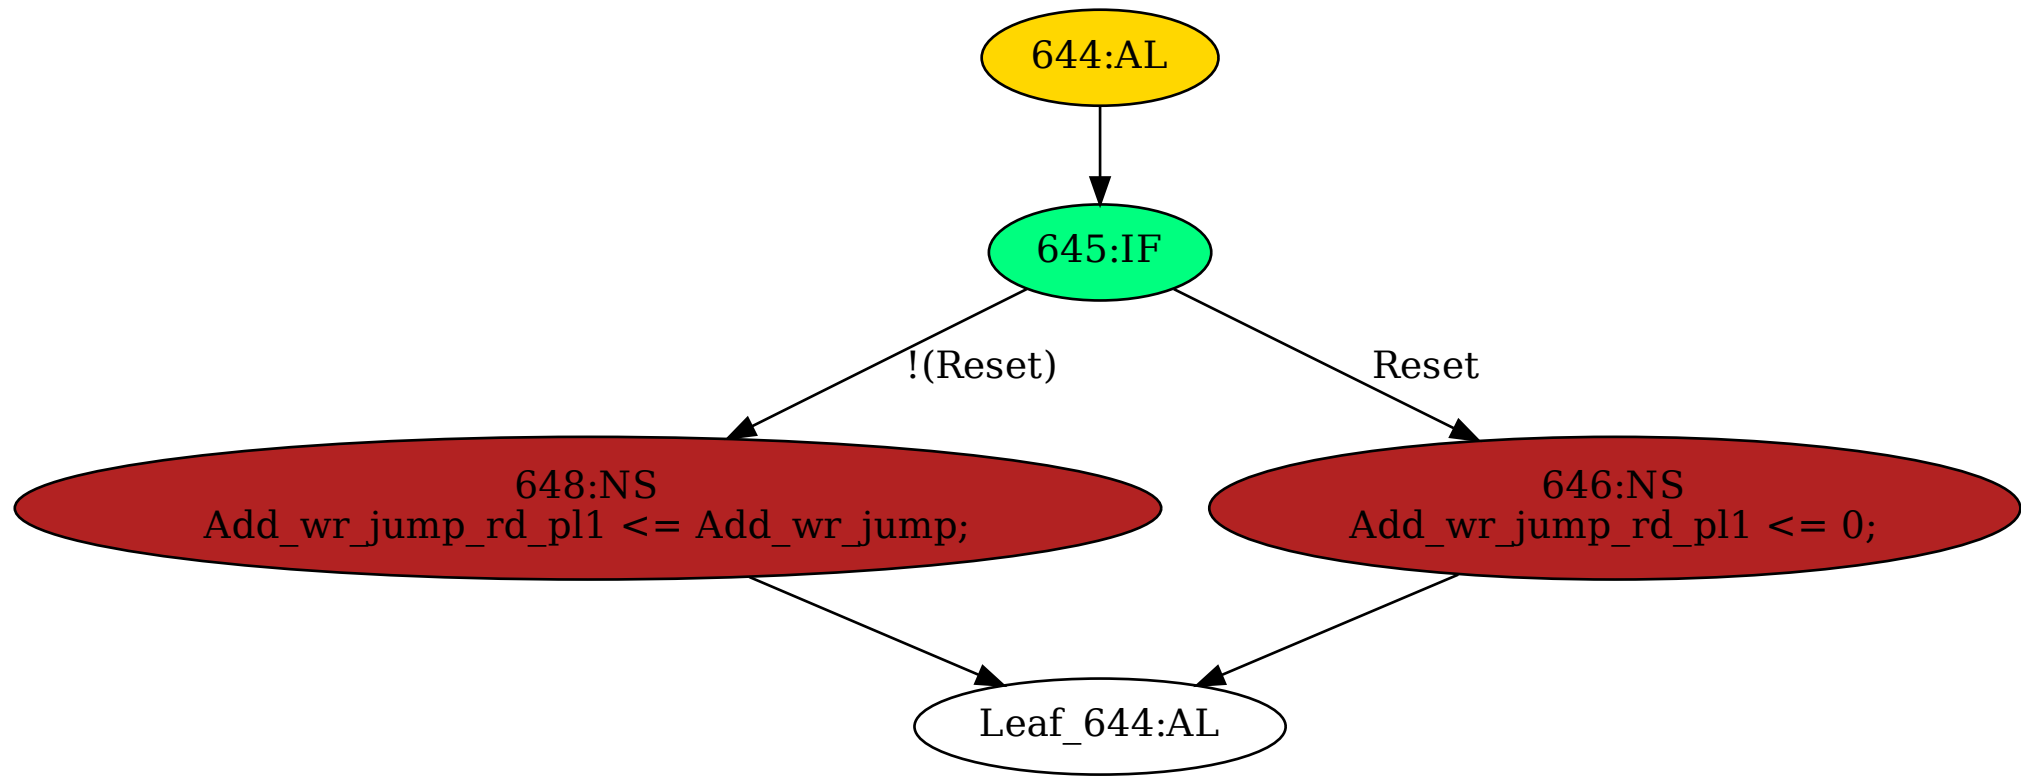 644:AL
645:IF
!(Reset)
Reset
648:NS
Add_wr_jump_rd_pl1 <= Add_wr_jump;
646:NS
Add_wr_jump_rd_pl1 <= 0;
Leaf_644:AL